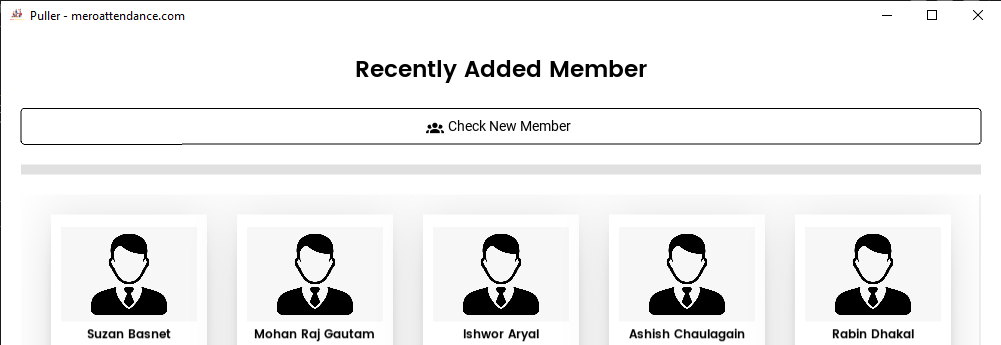 Puller - meroattendance.com
Recently Added Member
Check New Member
Suzan Basnet
Mohan Raj Gautam
Ishwor Aryal
Ashish Chaulagain
Rabin Dhakal